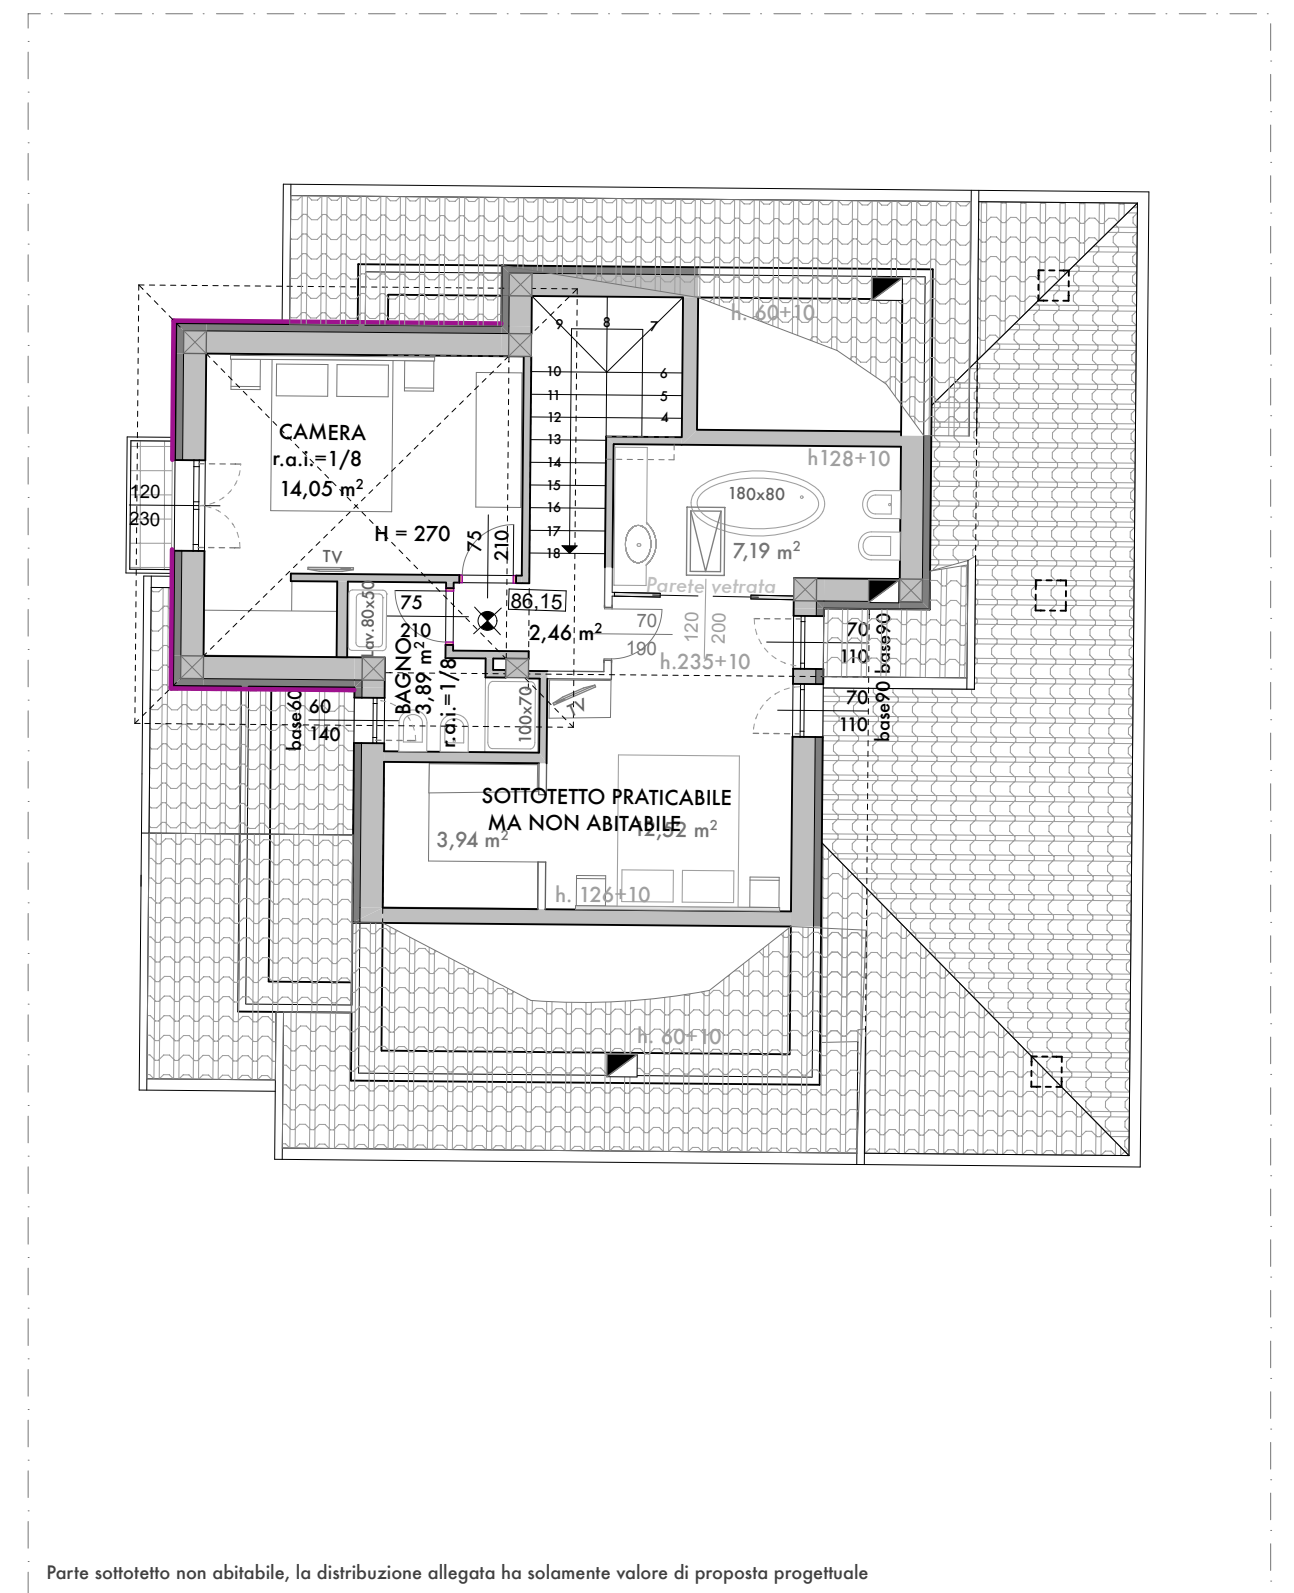 h. 60+10
9
8
7
10
6
11
5
12
4
13
14
15
16
17
18
CAMERA
r.a.i.=1/8
14,05 m²
H = 270
120
230
TV
75
210
h128+10
180x80
7,19 m²
Parete vetrata
86,15
2,46 m²
70
190
120
200
h.235+10
Lav.80x50
75
210
BAGNO
3,89 m²
r.a.i.=1/8
100x70
TV
base60
60
140
70
110
base90
70
110
base90
SOTTOTETTO PRATICABILE
MA NON ABITABILE
12,52 m²
3,94 m²
h. 126+10
h. 60+10
Parte sottotetto non abitabile, la distribuzione allegata ha solamente valore di proposta progettuale